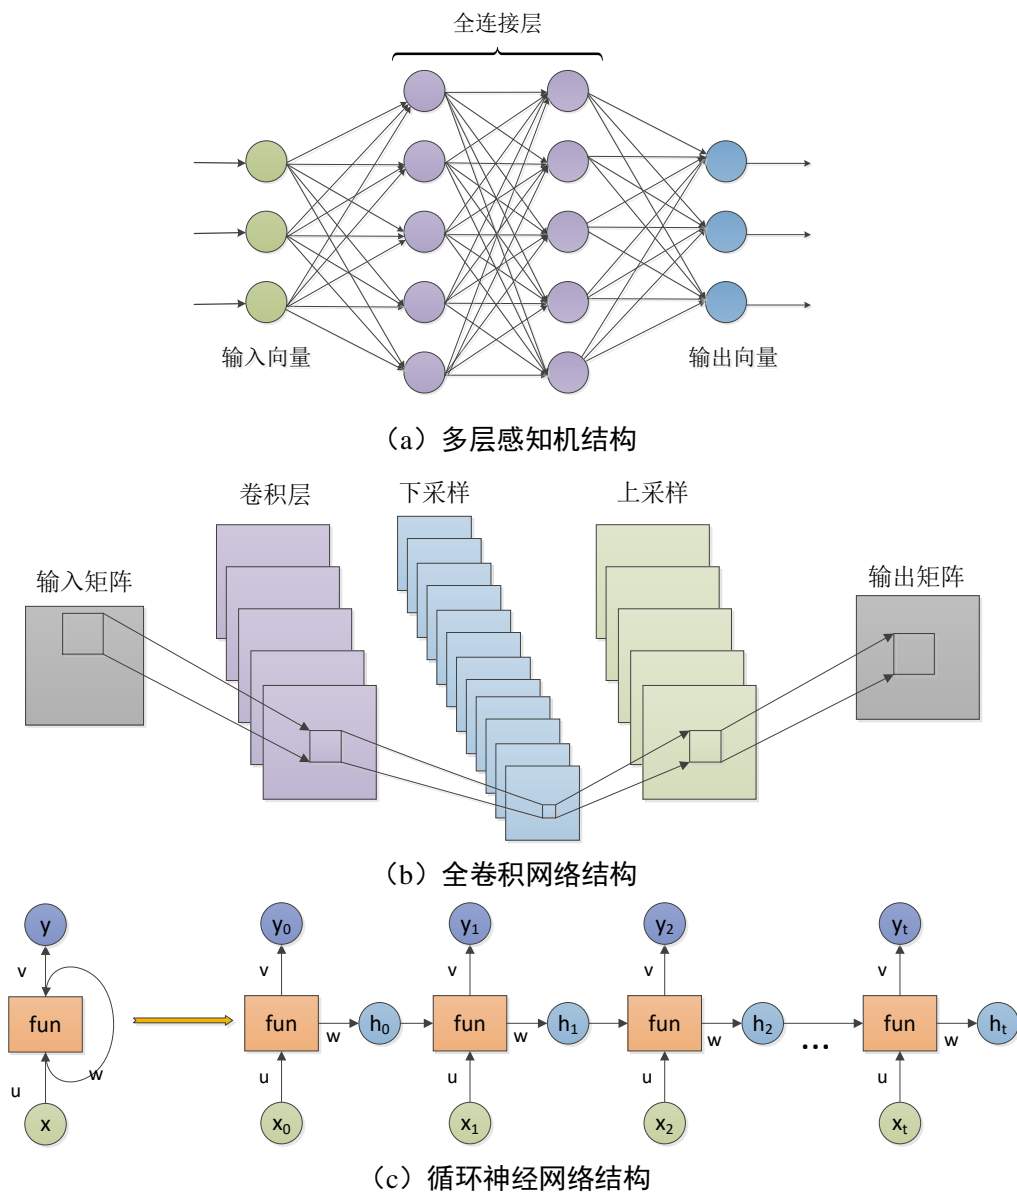 全连接层
输入向量
输出向量
（a）多层感知机结构
卷积层
下采样
上采样
输入矩阵
输出矩阵
（b）全卷积网络结构
y
y₀
y₁
y₂
yₜ
v
v
v
v
v
fun
fun
h₀
fun
h₁
fun
h₂
...
fun
hₜ
w
w
w
w
w
u
u
u
u
u
x
x₀
x₁
x₂
xₜ
（c）循环神经网络结构